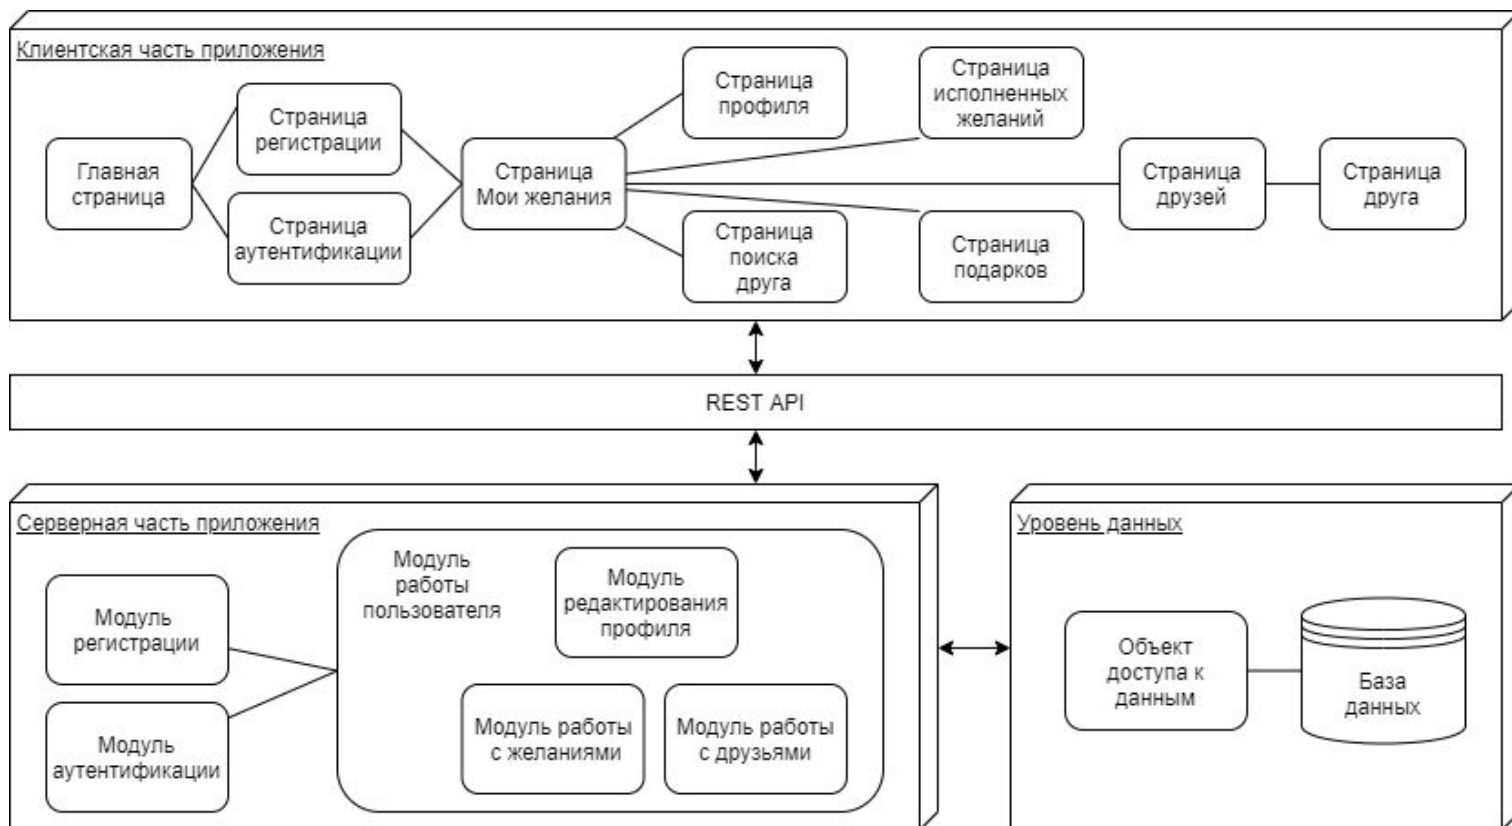 Клиентская часть приложения
Главная
страница
Страница
регистрации
Страница
аутентификации
Страница
Мои желания
Страница
профиля
Страница
исполненных
желаний
Страница
поиска
друга
Страница
подарков
Страница
друзей
Страница
друга
REST API
Серверная часть приложения
Модуль
регистрации
Модуль
аутентификации
Модуль
работы
пользователя
Модуль
редактирования
профиля
Модуль работы
с желаниями
Модуль работы
с друзьями
Уровень данных
Объект
доступа к
данным
База
данных